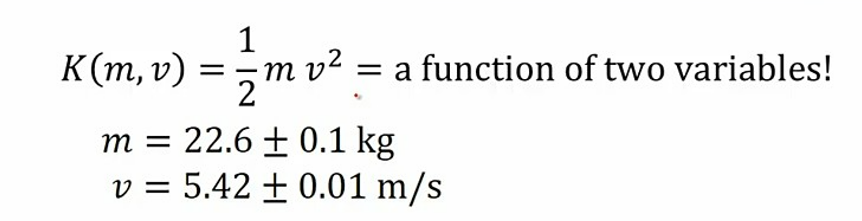 K(m, v) = 1/2 m v² = a function of two variables!
m = 22.6 ± 0.1 kg
v = 5.42 ± 0.01 m/s